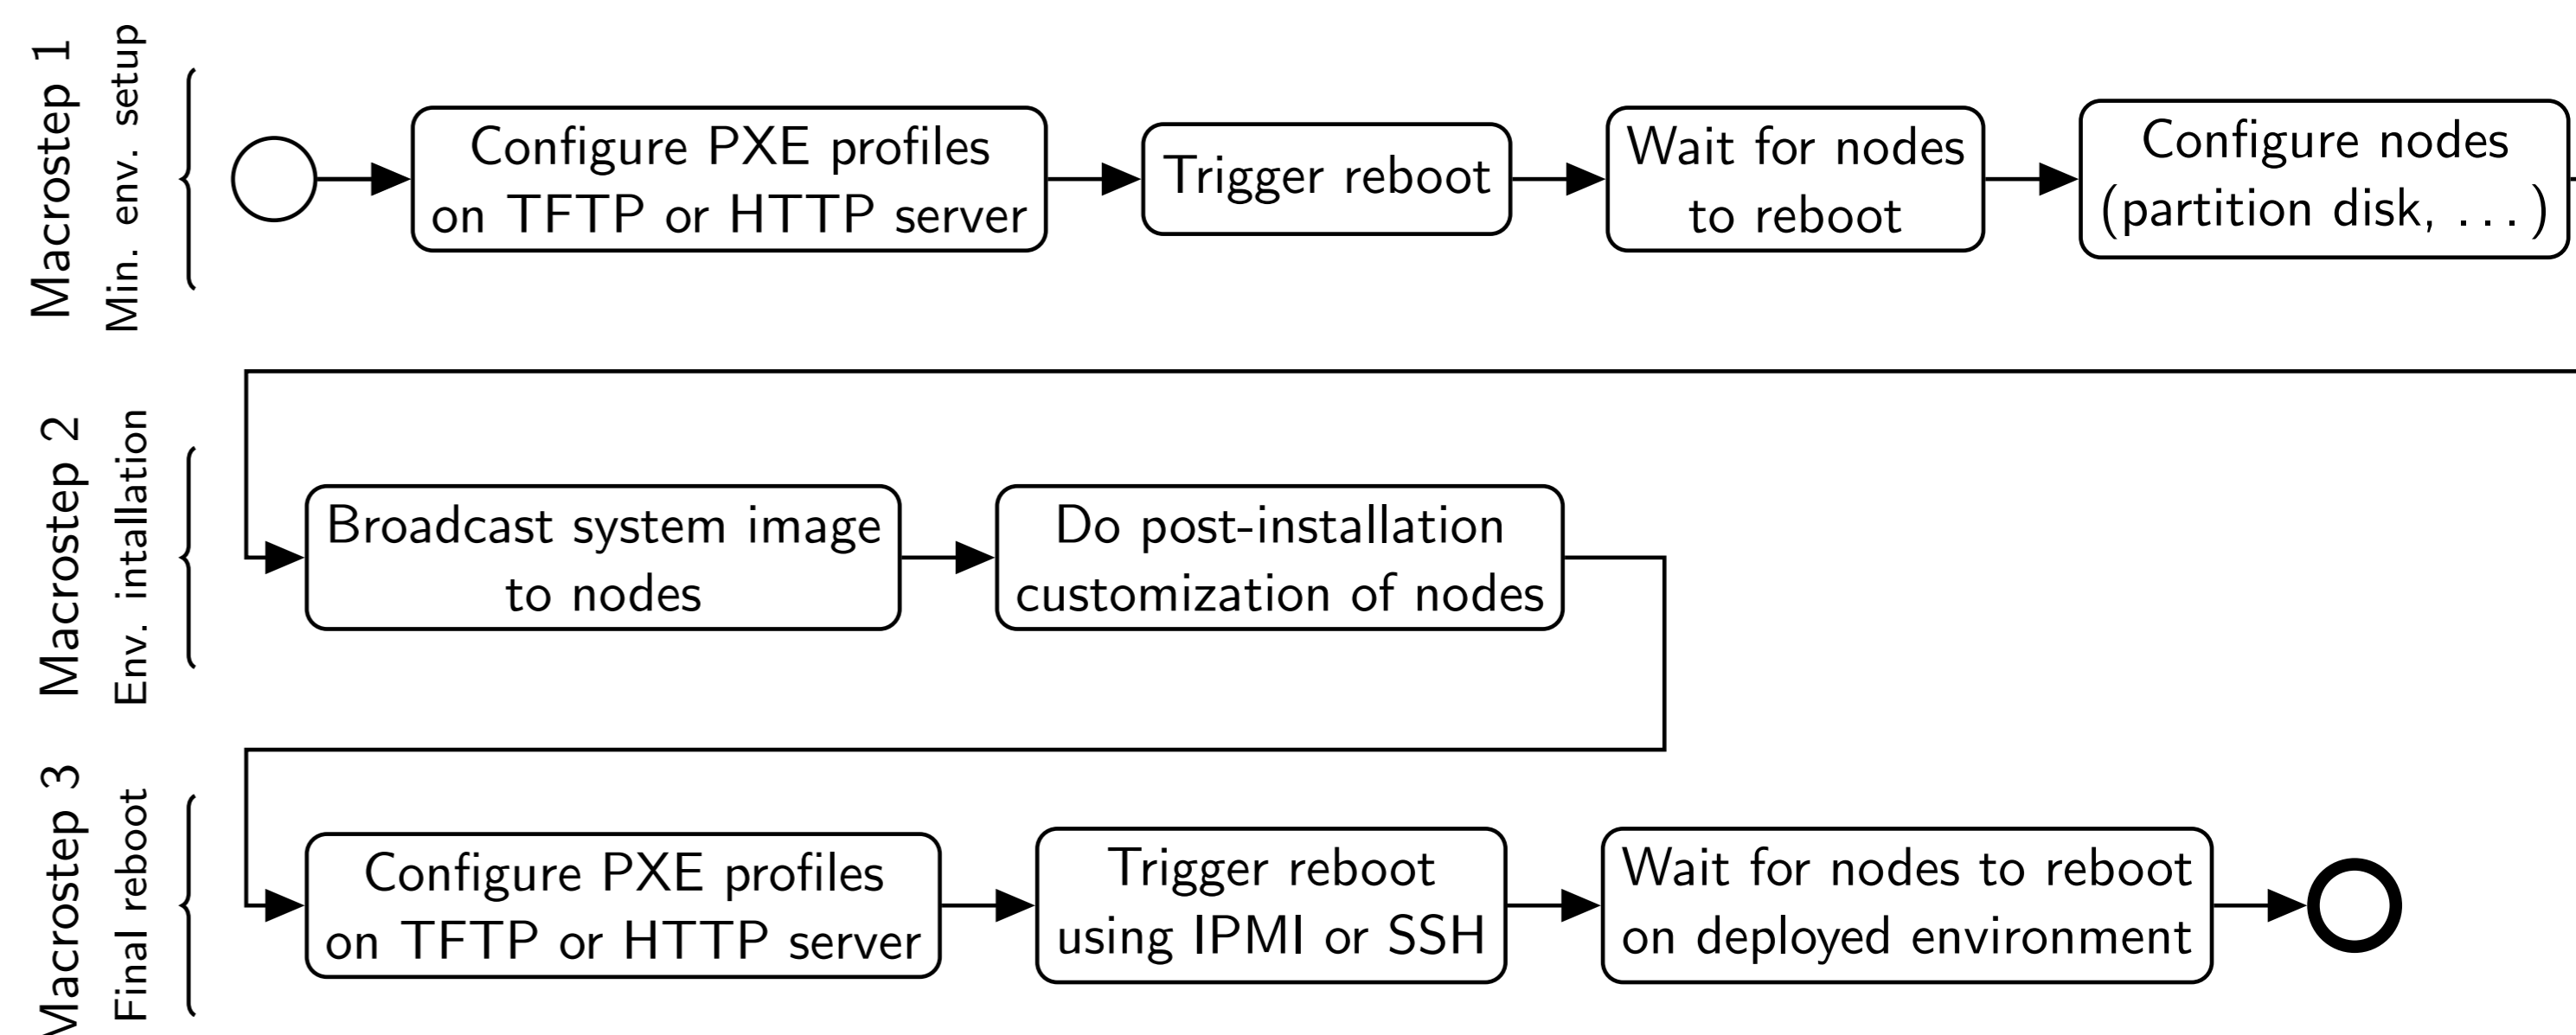 Macrostep 1
Min. env. setup
Configure PXE profiles
on TFTP or HTTP server
Trigger reboot
Wait for nodes
to reboot
Configure nodes
(partition disk, ...)
Macrostep 2
Env. intallation
Broadcast system image
to nodes
Do post-installation
customization of nodes
Macrostep 3
Final reboot
Configure PXE profiles
on TFTP or HTTP server
Trigger reboot
using IPMI or SSH
Wait for nodes to reboot
on deployed environment